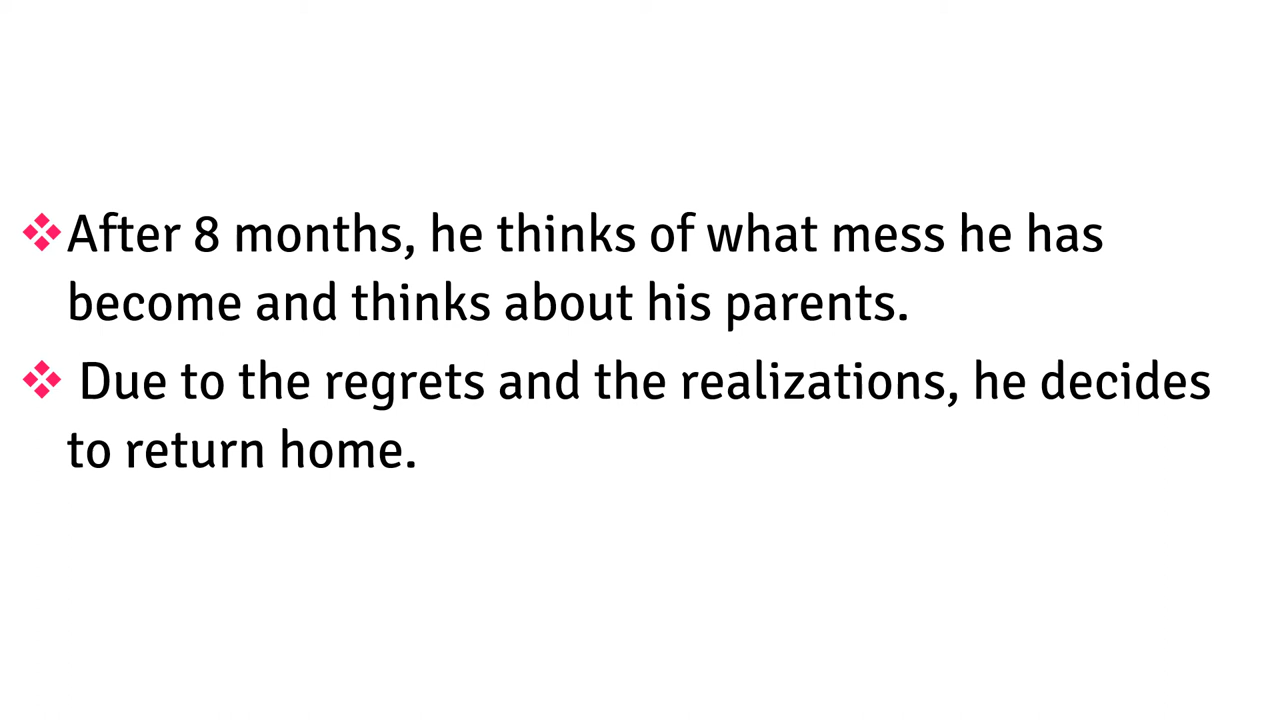 ❖After 8 months, he thinks of what mess he has
become and thinks about his parents.
❖ Due to the regrets and the realizations, he decides
to return home.